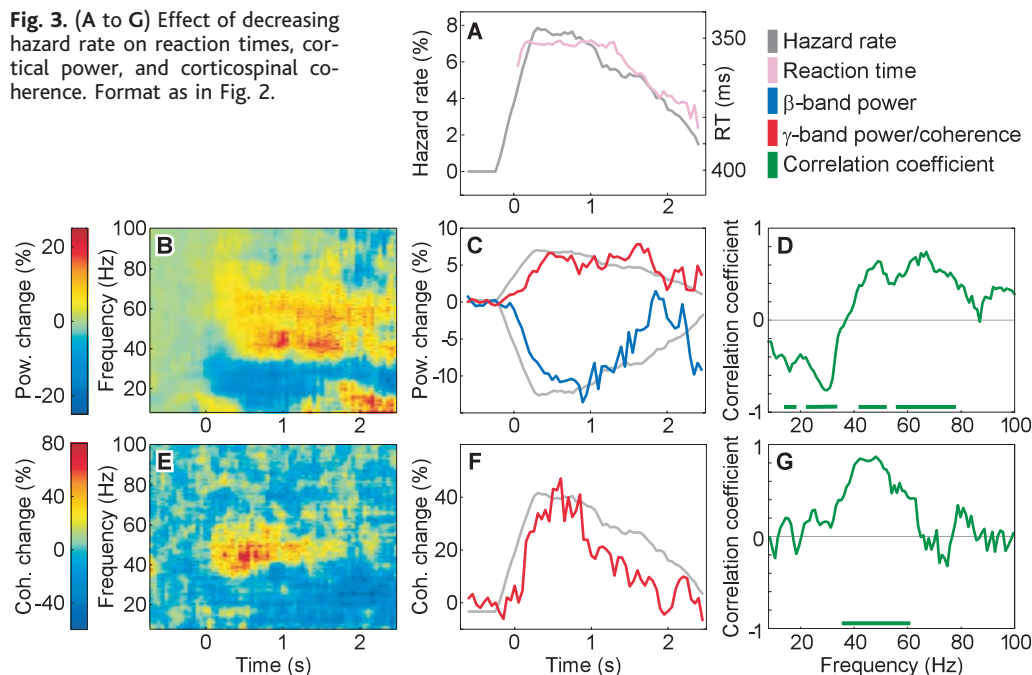 Fig. 3. (A to G) Effect of decreasing
hazard rate on reaction times, cor-
tical power, and corticospinal co-
herence. Format as in Fig. 2.
A
Hazard rate (%)
8
6
4
2
0
350
400
RT (ms)
0 1 2
Hazard rate
Reaction time
β-band power
γ-band power/coherence
Correlation coefficient
Pow. change (%)
20
0
-20
B
Frequency (Hz)
100
80
60
40
20
C
Pow. change (%)
10
5
0
-5
-10
D
Correlation coefficient
1
0
-1
20 40 60 80 100
Coh. change (%)
80
40
0
-40
E
Frequency (Hz)
100
80
60
40
20
0 1 2
Time (s)
F
Coh. change (%)
40
20
0
0 1 2
Time (s)
G
Correlation coefficient
1
0
-1
20 40 60 80 100
Frequency (Hz)